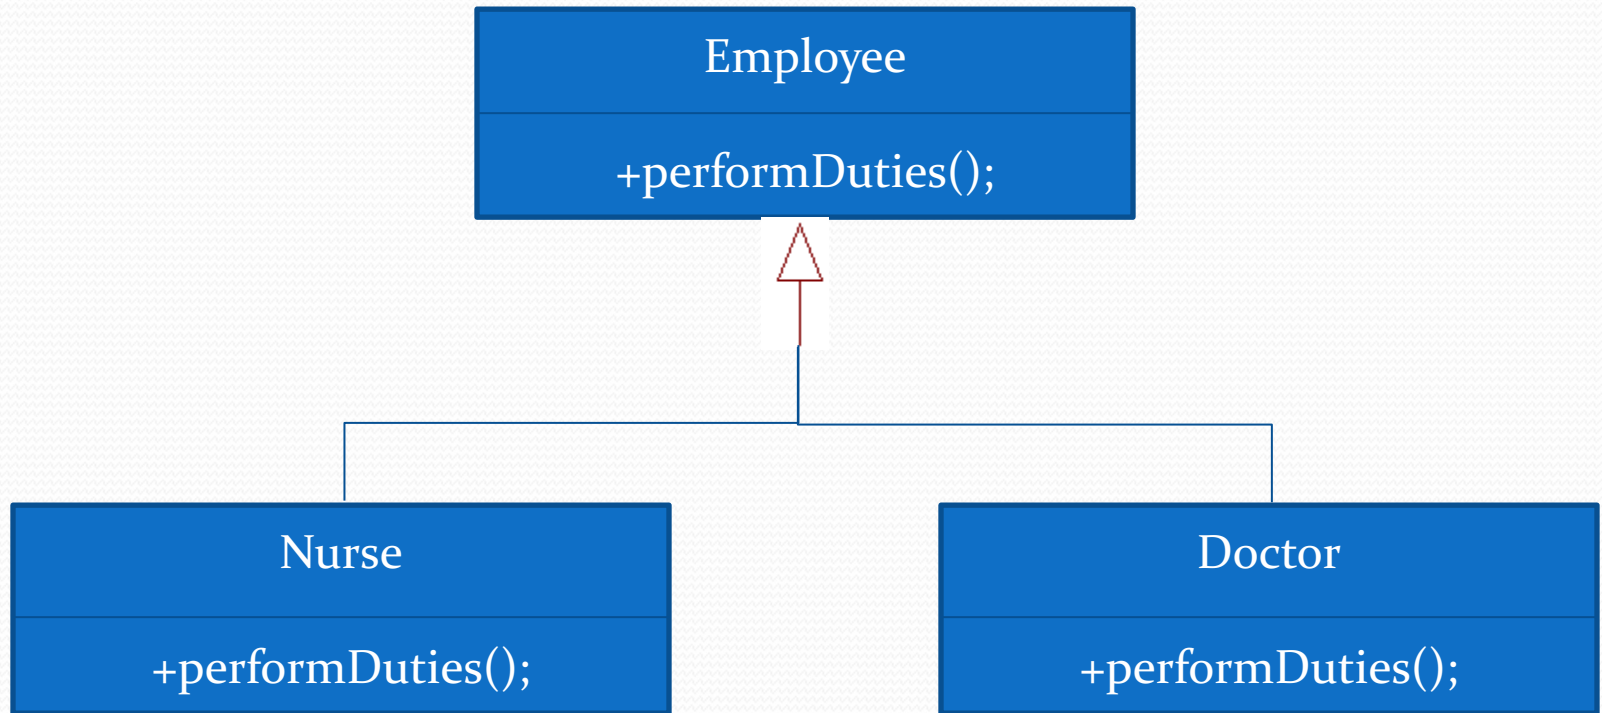 Employee
+performDuties();
Nurse
+performDuties();
Doctor
+performDuties();